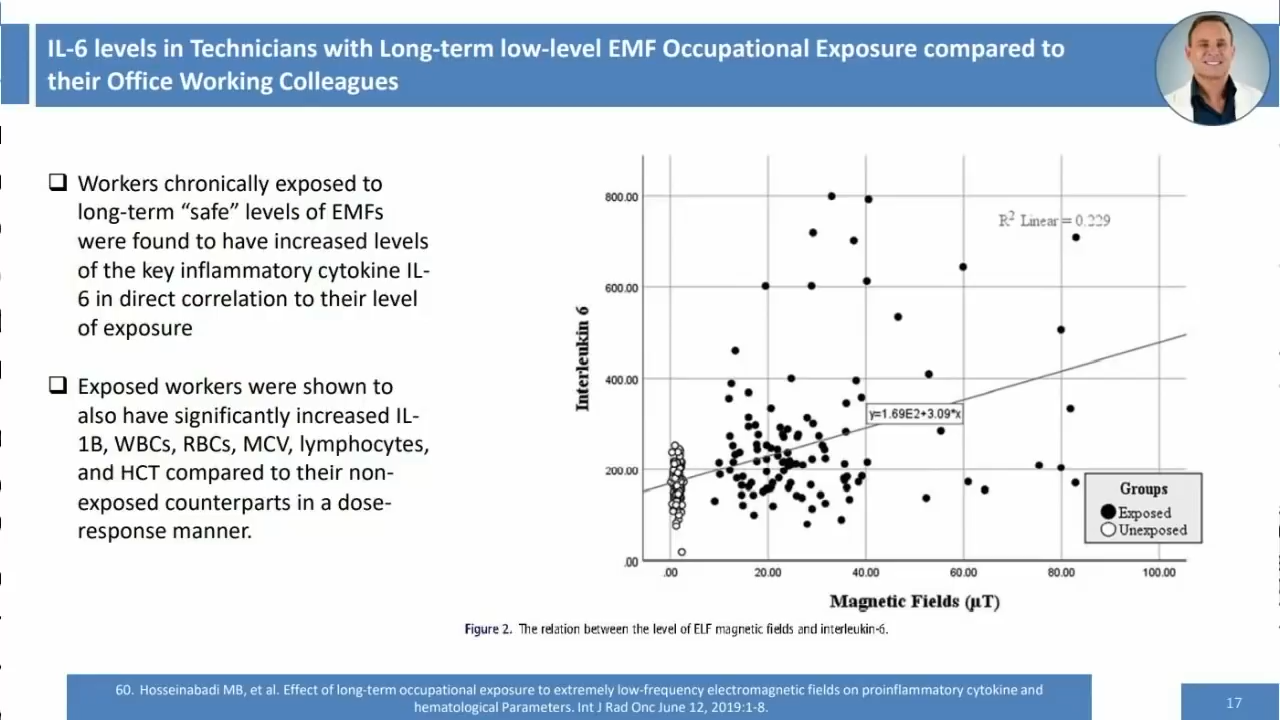 IL-6 levels in Technicians with Long-term low-level EMF Occupational Exposure compared to
their Office Working Colleagues
Workers chronically exposed to
long-term “safe” levels of EMFs
were found to have increased levels
of the key inflammatory cytokine IL-
6 in direct correlation to their level
of exposure
Exposed workers were shown to
also have significantly increased IL-
1B, WBCs, RBCs, MCV, lymphocytes,
and HCT compared to their non-
exposed counterparts in a dose-
response manner.
Interleukin 6
800.00
600.00
400.00
200.00
.00
R² Linear = 0.229
y=1.69E2+3.09*x
Groups
Exposed
Unexposed
.00 20.00 40.00 60.00 80.00 100.00
Magnetic Fields (µT)
Figure 2. The relation between the level of ELF magnetic fields and interleukin-6.
60. Hosseinabadi MB, et al. Effect of long-term occupational exposure to extremely low-frequency electromagnetic fields on proinflammatory cytokine and
hematological Parameters. Int J Rad Onc June 12, 2019:1-8.
17